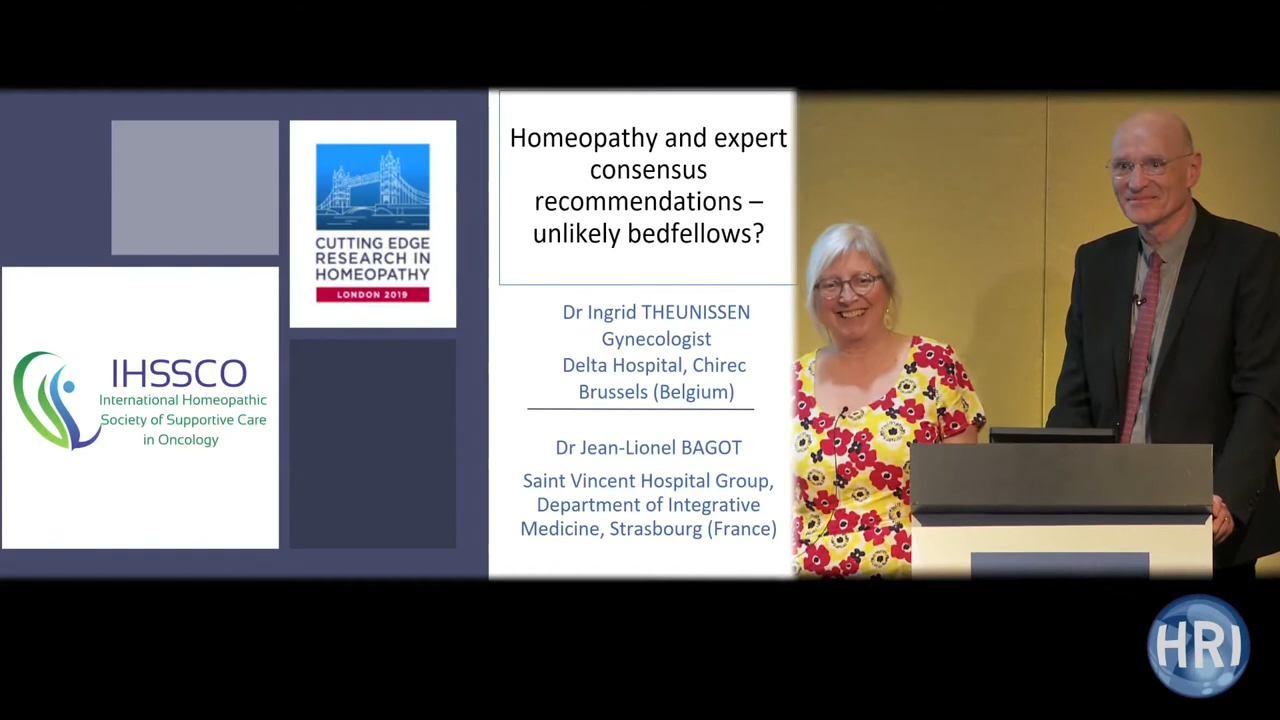 CUTTING EDGE
RESEARCH IN
HOMEOPATHY
LONDON 2019
IHSSCO
International Homeopathic
Society of Supportive Care
in Oncology
Homeopathy and expert
consensus
recommendations –
unlikely bedfellows?
Dr Ingrid THEUNISSEN
Gynecologist
Delta Hospital, Chirec
Brussels (Belgium)
Dr Jean-Lionel BAGOT
Saint Vincent Hospital Group,
Department of Integrative
Medicine, Strasbourg (France)
HRI